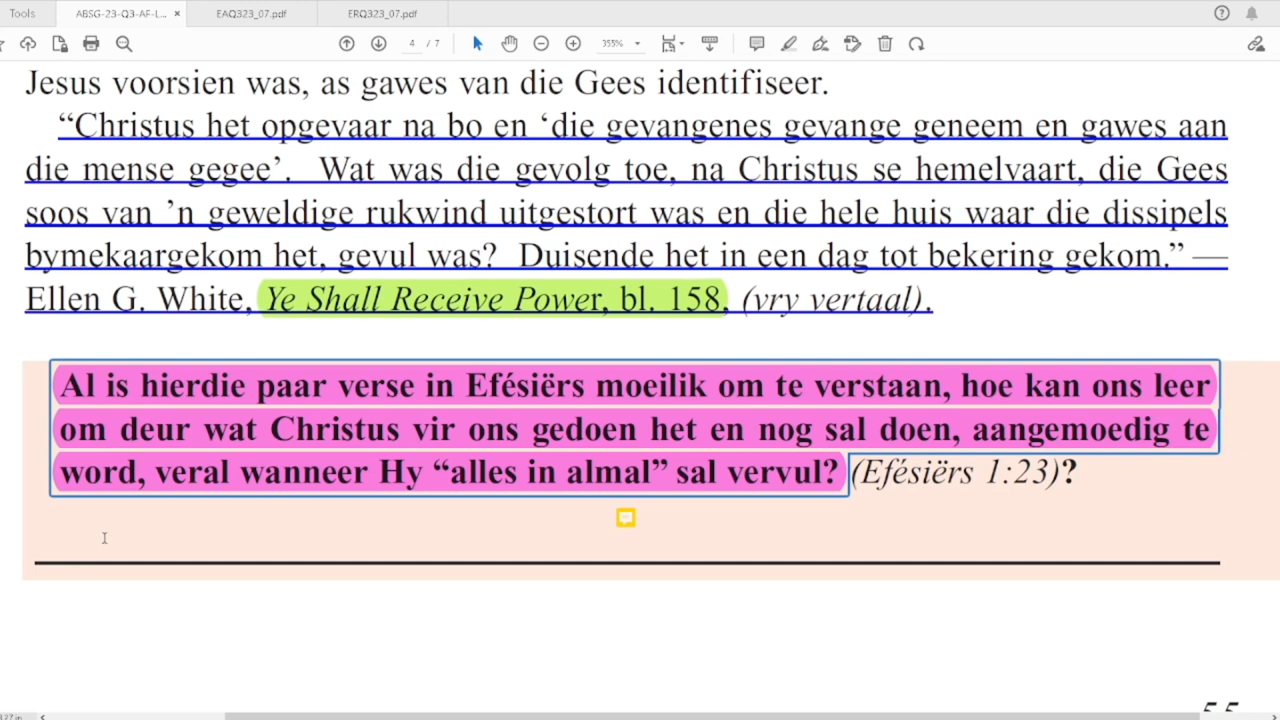 Tools
ABSG-23-Q3-AF-L... ×
EAQ323_07.pdf
ERQ323_07.pdf
4 / 7
355%
Jesus voorsien was, as gawes van die Gees identifiseer.
“Christus het opgevaar na bo en ‘die gevangenes gevange geneem en gawes aan
die mense gegee’. Wat was die gevolg toe, na Christus se hemelvaart, die Gees
soos van ’n geweldige rukwind uitgestort was en die hele huis waar die dissipels
bymekaargekom het, gevul was? Duisende het in een dag tot bekering gekom.” —
Ellen G. White, Ye Shall Receive Power, bl. 158, (vry vertaal).
Al is hierdie paar verse in Efésiërs moeilik om te verstaan, hoe kan ons leer
om deur wat Christus vir ons gedoen het en nog sal doen, aangemoedig te
word, veral wanneer Hy “alles in almal” sal vervul? (Efésiërs 1:23)?